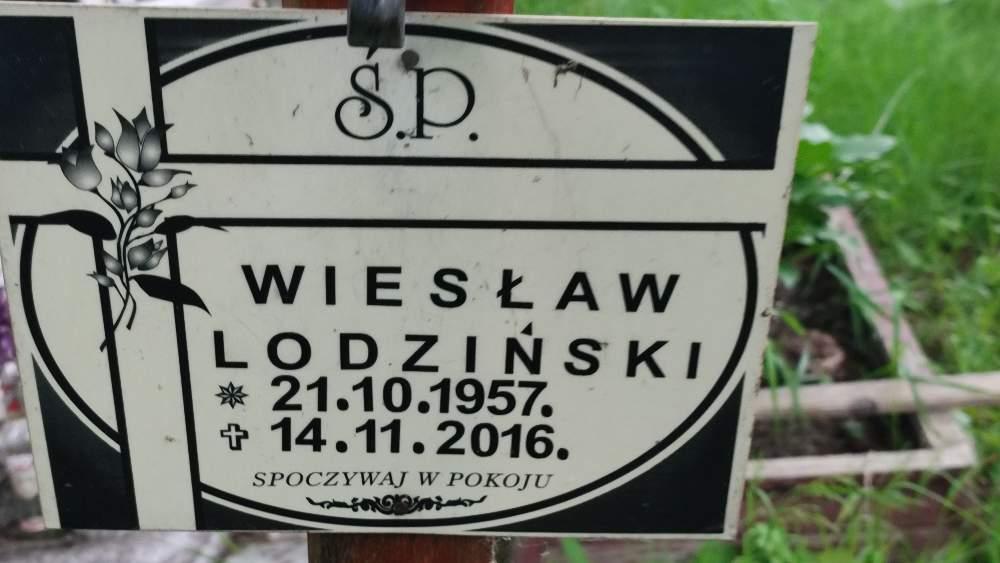 Ś.P.
WIESŁAW
LODZIŃSKI
21.10.1957.
14.11.2016.
SPOCZYWAJ W POKOJU